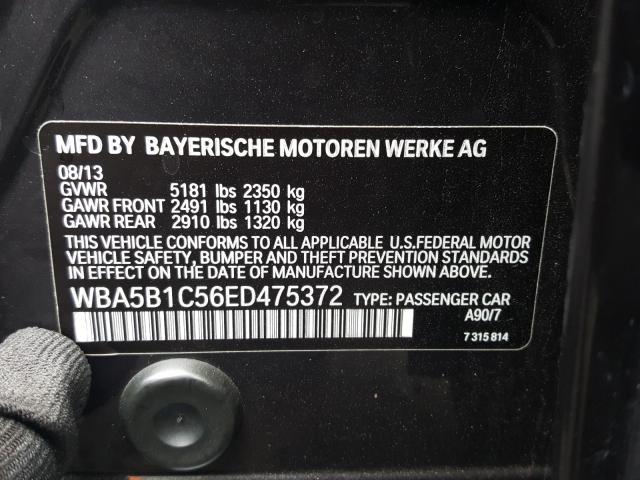 MFD BY BAYERISCHE MOTOREN WERKE AG
08/13
GVWR 5181 lbs 2350 kg
GAWR FRONT 2491 lbs 1130 kg
GAWR REAR 2910 lbs 1320 kg
THIS VEHICLE CONFORMS TO ALL APPLICABLE U.S.FEDERAL MOTOR
VEHICLE SAFETY, BUMPER AND THEFT PREVENTION STANDARDS
IN EFFECT ON THE DATE OF MANUFACTURE SHOWN ABOVE.
WBA5B1C56ED475372 TYPE: PASSENGER CAR
A90/7
7 315 814